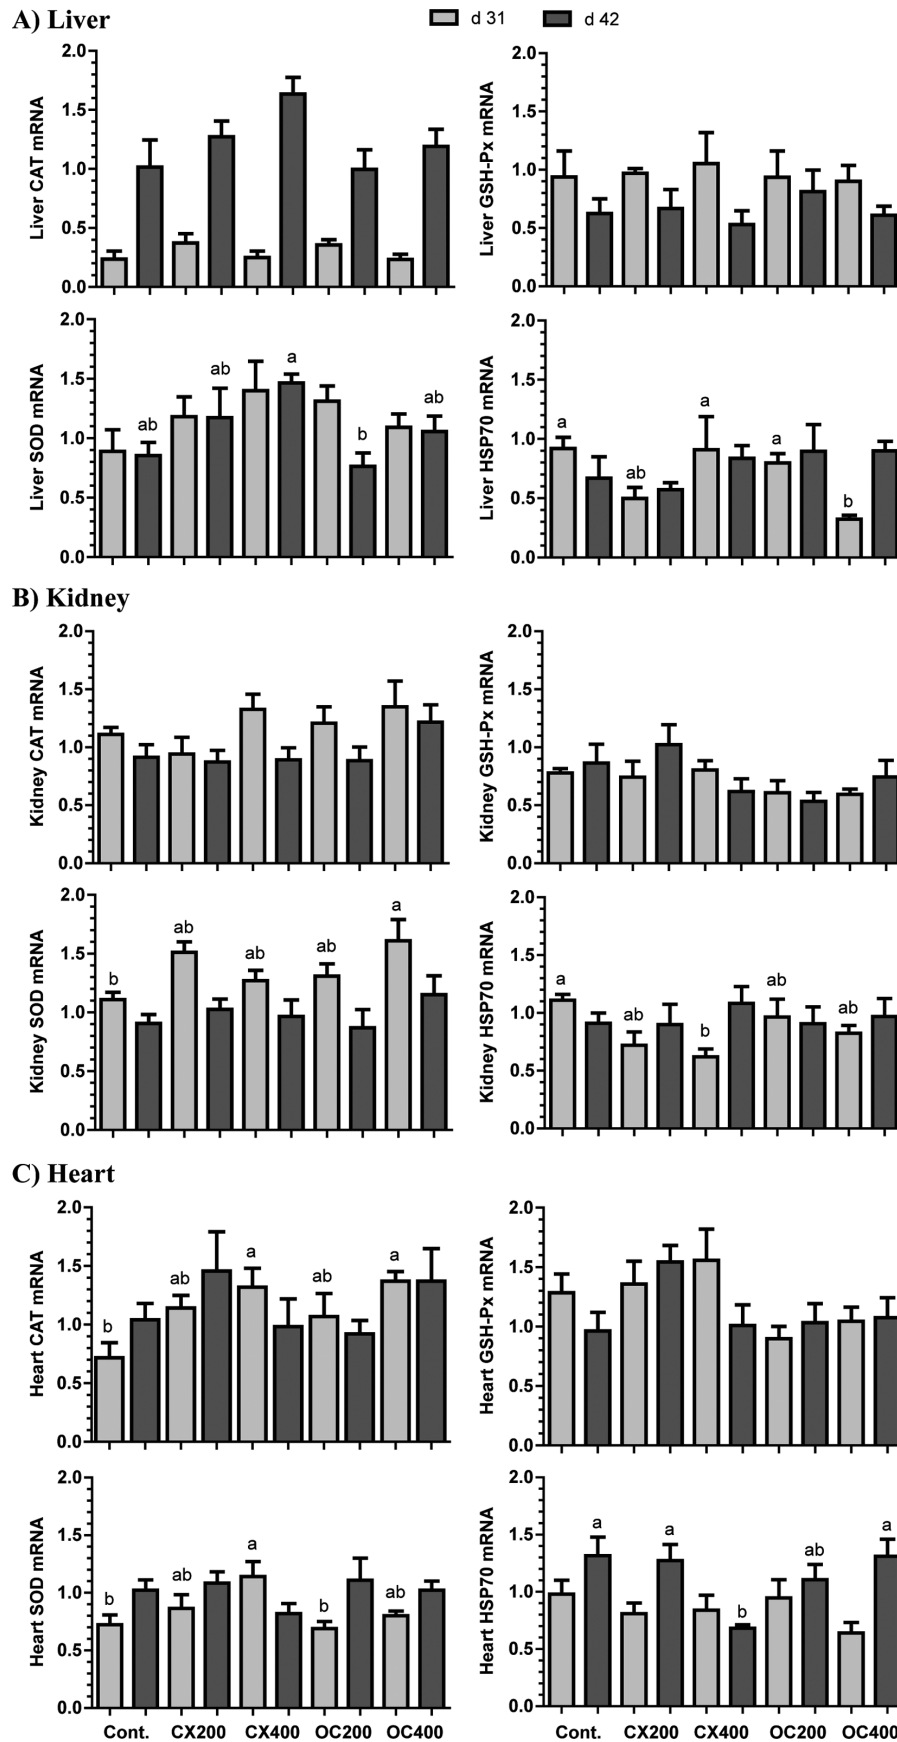 A) Liver
d 31
d 42
Liver CAT mRNA
2.0
1.5
1.0
0.5
0.0
Liver GSH-Px mRNA
2.0
1.5
1.0
0.5
0.0
Liver SOD mRNA
2.0
1.5
1.0
0.5
0.0
ab
ab
a
b
ab
Liver HSP70 mRNA
2.0
1.5
1.0
0.5
0.0
a
ab
a
a
b
B) Kidney
Kidney CAT mRNA
2.0
1.5
1.0
0.5
0.0
Kidney GSH-Px mRNA
2.0
1.5
1.0
0.5
0.0
Kidney SOD mRNA
2.0
1.5
1.0
0.5
0.0
b
ab
ab
ab
a
Kidney HSP70 mRNA
2.0
1.5
1.0
0.5
0.0
a
ab
b
ab
ab
C) Heart
Heart CAT mRNA
2.0
1.5
1.0
0.5
0.0
b
ab
a
ab
a
Heart GSH-Px mRNA
2.0
1.5
1.0
0.5
0.0
Heart SOD mRNA
2.0
1.5
1.0
0.5
0.0
b
ab
a
b
ab
Cont. CX200 CX400 OC200 OC400
Heart HSP70 mRNA
2.0
1.5
1.0
0.5
0.0
a
a
b
ab
a
Cont. CX200 CX400 OC200 OC400